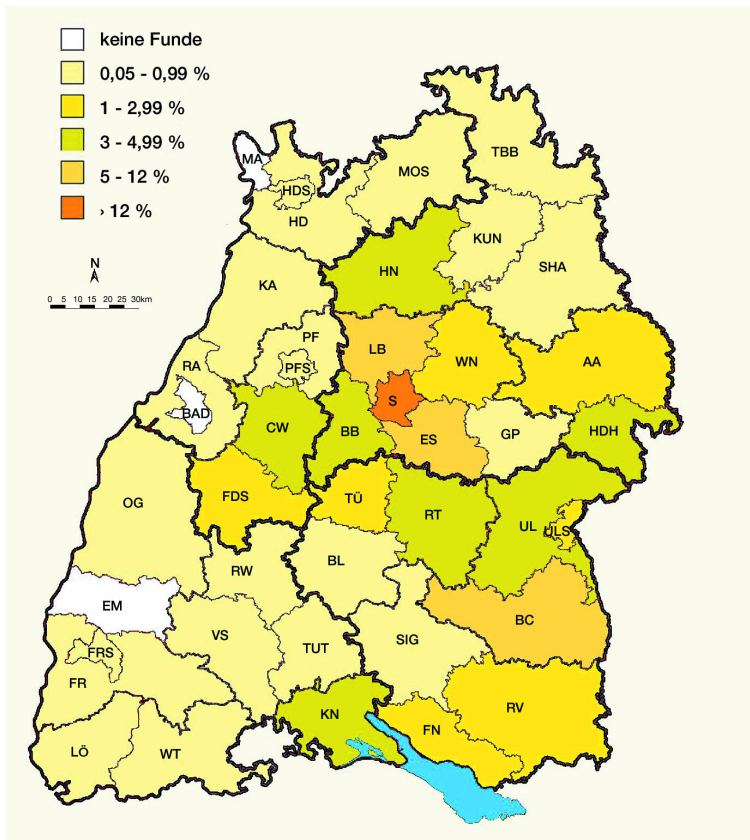 keine Funde
0,05 - 0,99 %
1 - 2,99 %
3 - 4,99 %
5 - 12 %
› 12 %
N
0 5 10 15 20 25 30km
MA
HDS
HD
MOS
TBB
KUN
HN
SHA
KA
PF
PFS
LB
WN
AA
RA
BAD
S
CW
BB
ES
GP
HDH
OG
FDS
TÜ
RT
UL
ULS
RW
BL
EM
VS
TUT
SIG
BC
FRS
FR
KN
FN
RV
LÖ
WT